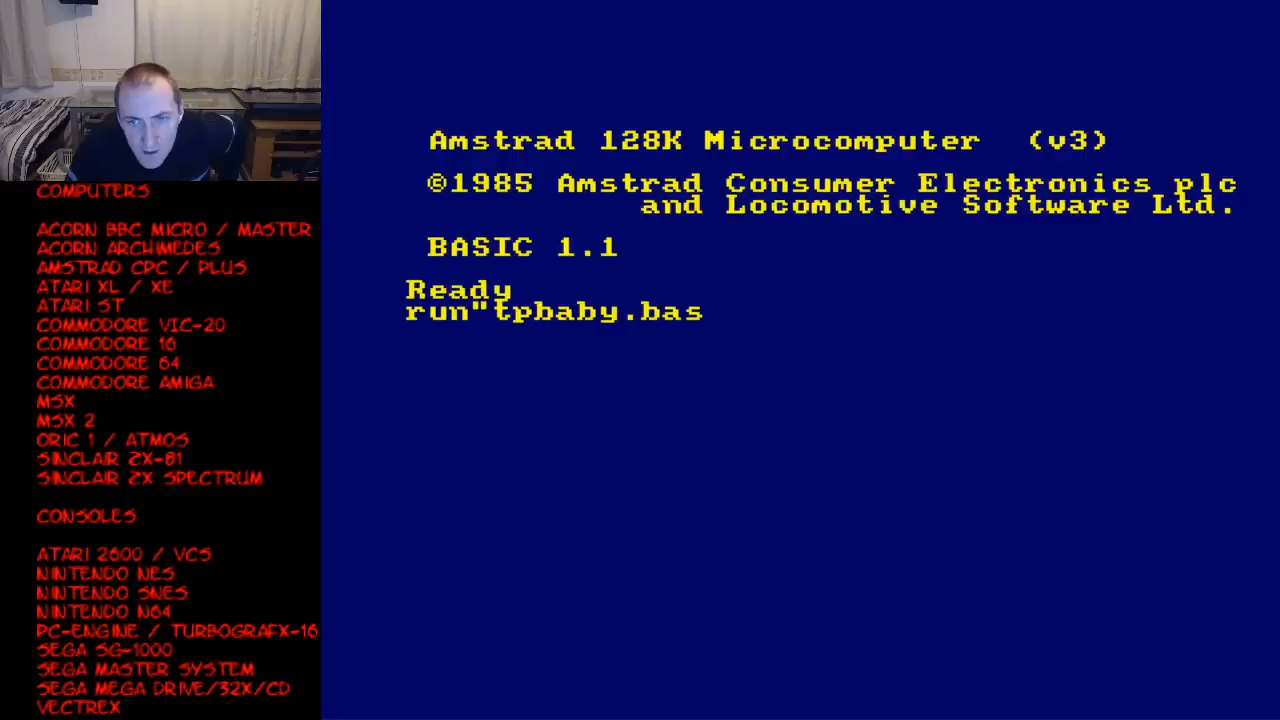 COMPUTERS
ACORN BBC MICRO / MASTER
ACORN ARCHIMEDES
AMSTRAD CPC / PLUS
ATARI XL / XE
ATARI ST
COMMODORE VIC-20
COMMODORE 16
COMMODORE 64
COMMODORE AMIGA
MSX
MSX 2
ORIC 1 / ATMOS
SINCLAIR ZX-81
SINCLAIR ZX SPECTRUM
CONSOLES
ATARI 2600 / VCS
NINTENDO NES
NINTENDO SNES
NINTENDO N64
PC-ENGINE / TURBOGRAFX-16
SEGA SG-1000
SEGA MASTER SYSTEM
SEGA MEGA DRIVE/32X/CD
VECTREX
Amstrad 128K Microcomputer (v3)
©1985 Amstrad Consumer Electronics plc
and Locomotive Software Ltd.
BASIC 1.1
Ready
run"tpbaby.bas